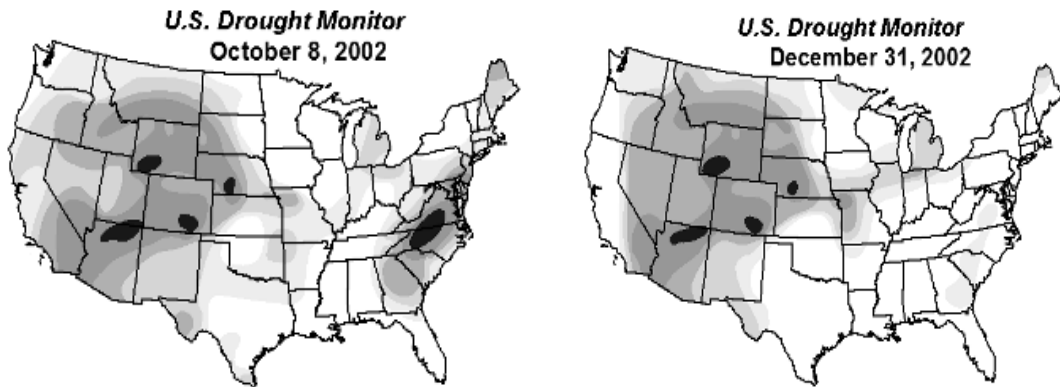 U.S. Drought Monitor
October 8, 2002
U.S. Drought Monitor
December 31, 2002